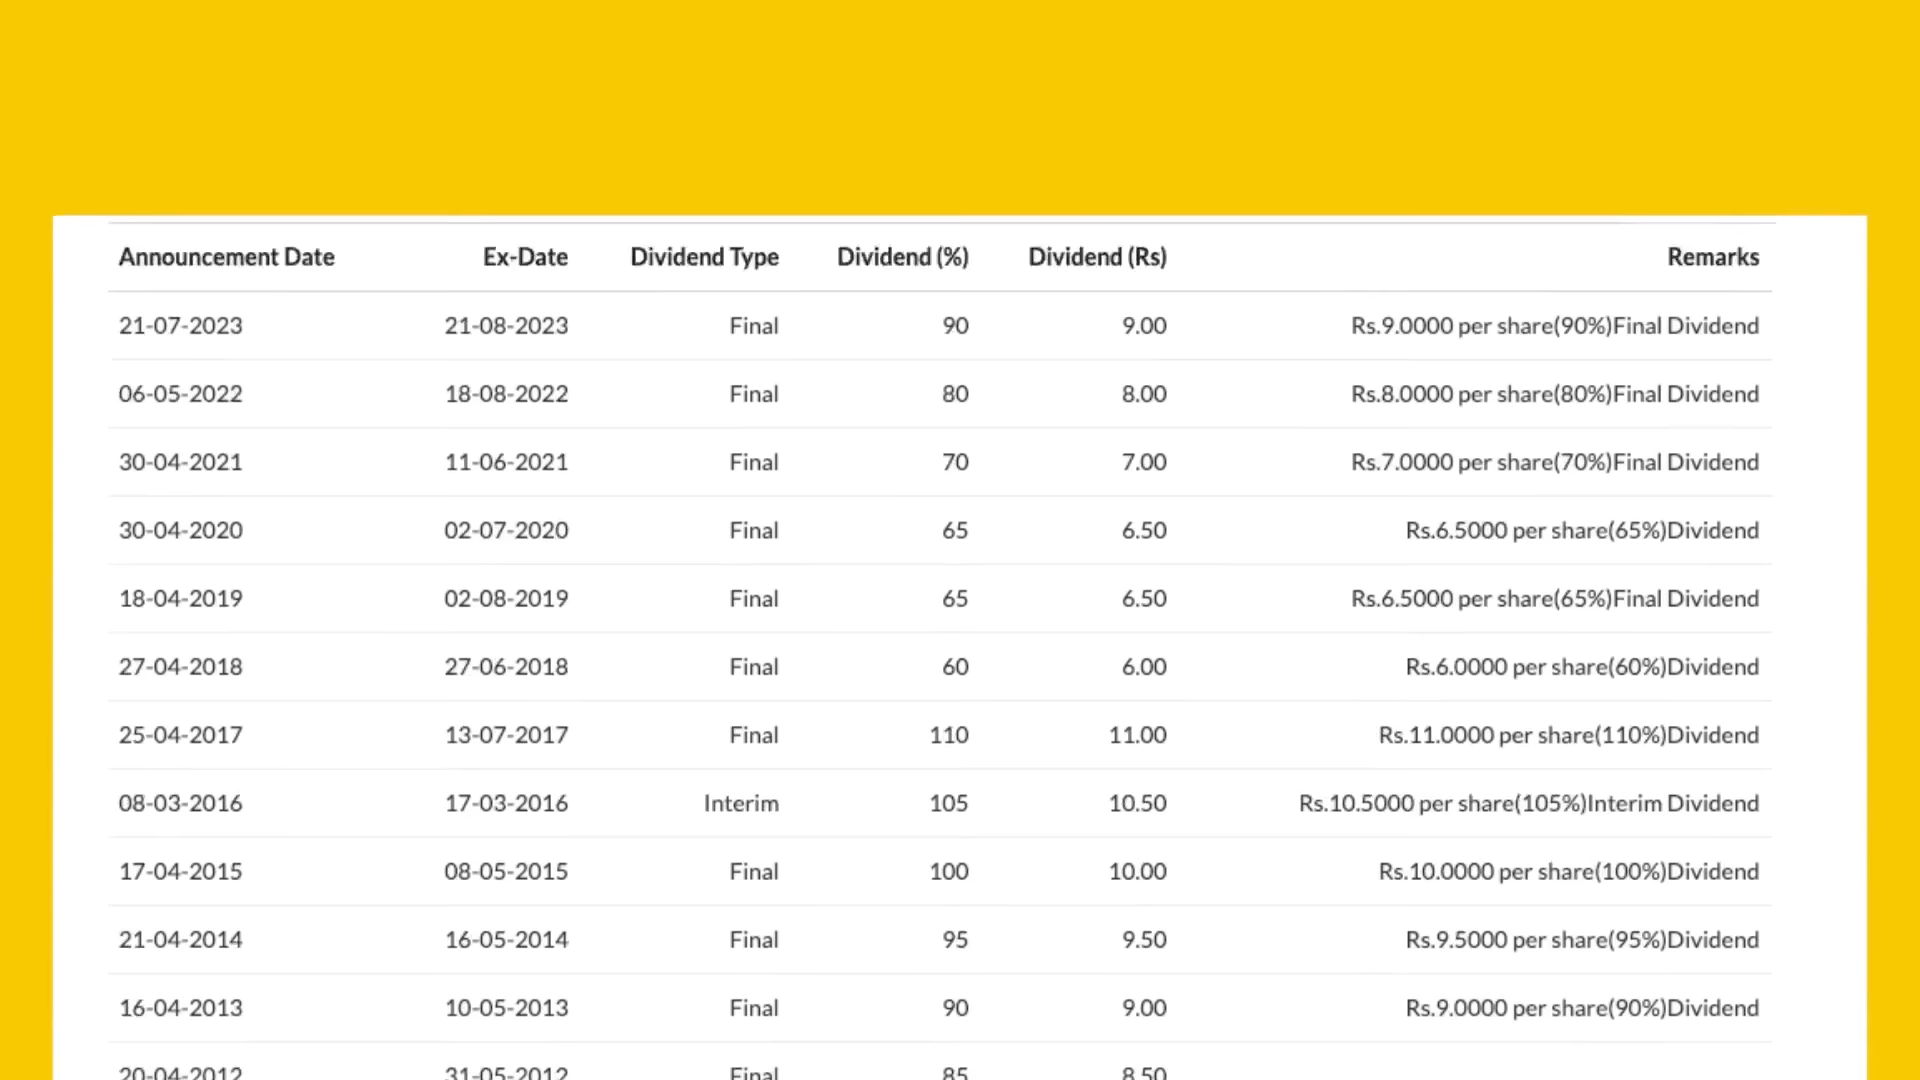 Announcement Date Ex-Date Dividend Type Dividend (%) Dividend (Rs) Remarks
21-07-2023 21-08-2023 Final 90 9.00 Rs.9.0000 per share(90%)Final Dividend
06-05-2022 18-08-2022 Final 80 8.00 Rs.8.0000 per share(80%)Final Dividend
30-04-2021 11-06-2021 Final 70 7.00 Rs.7.0000 per share(70%)Final Dividend
30-04-2020 02-07-2020 Final 65 6.50 Rs.6.5000 per share(65%)Dividend
18-04-2019 02-08-2019 Final 65 6.50 Rs.6.5000 per share(65%)Final Dividend
27-04-2018 27-06-2018 Final 60 6.00 Rs.6.0000 per share(60%)Dividend
25-04-2017 13-07-2017 Final 110 11.00 Rs.11.0000 per share(110%)Dividend
08-03-2016 17-03-2016 Interim 105 10.50 Rs.10.5000 per share(105%)Interim Dividend
17-04-2015 08-05-2015 Final 100 10.00 Rs.10.0000 per share(100%)Dividend
21-04-2014 16-05-2014 Final 95 9.50 Rs.9.5000 per share(95%)Dividend
16-04-2013 10-05-2013 Final 90 9.00 Rs.9.0000 per share(90%)Dividend
20-04-2012 31-05-2012 Final 85 8.50